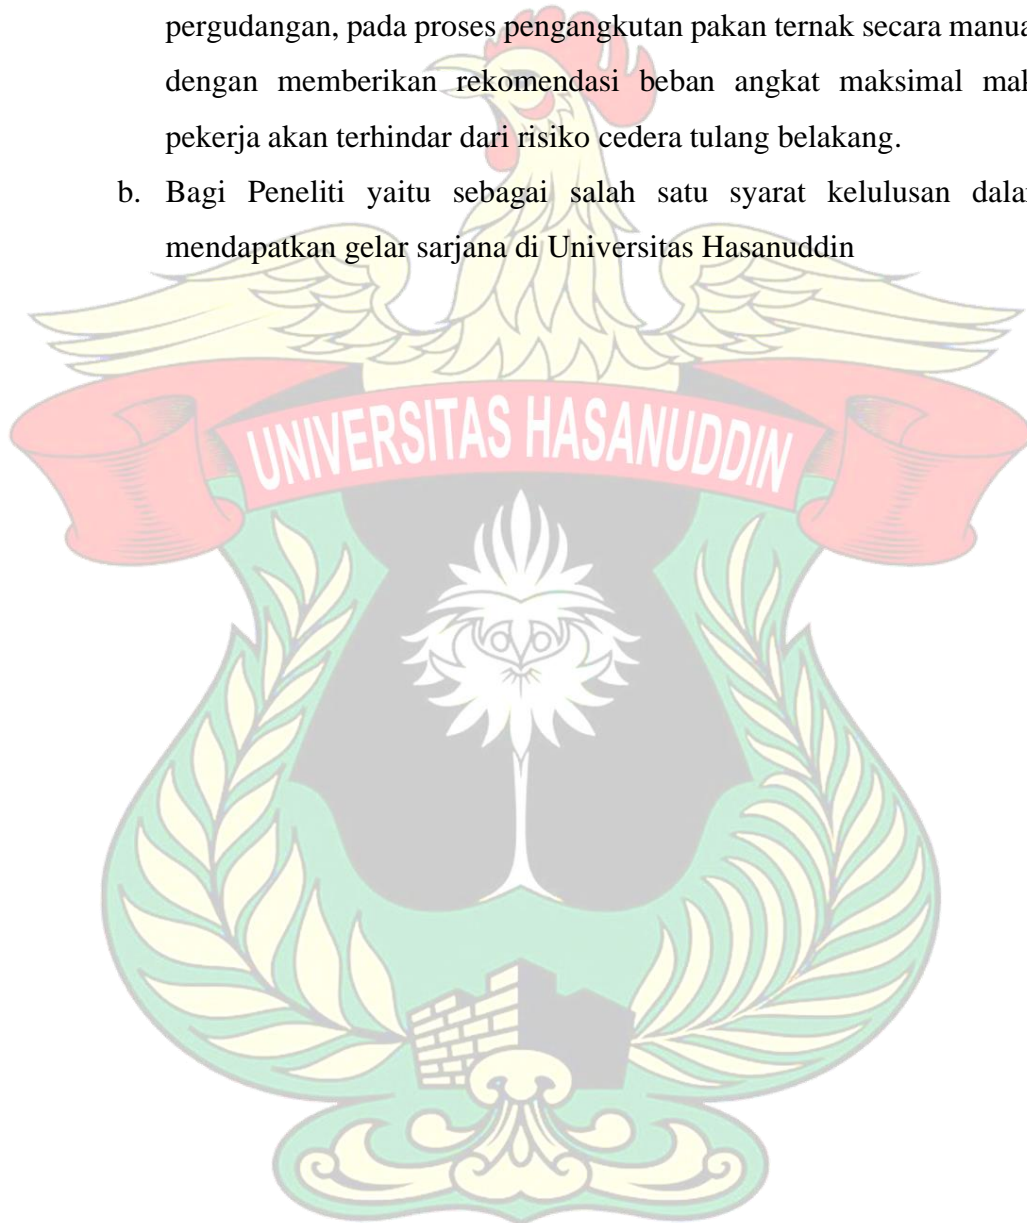 pergudangan, pada proses pengangkutan pakan ternak secara manua
dengan memberikan rekomendasi beban angkat maksimal mak
pekerja akan terhindar dari risiko cedera tulang belakang.
b. Bagi Peneliti yaitu sebagai salah satu syarat kelulusan dala
mendapatkan gelar sarjana di Universitas Hasanuddin
UNIVERSITAS HASANUDDIN